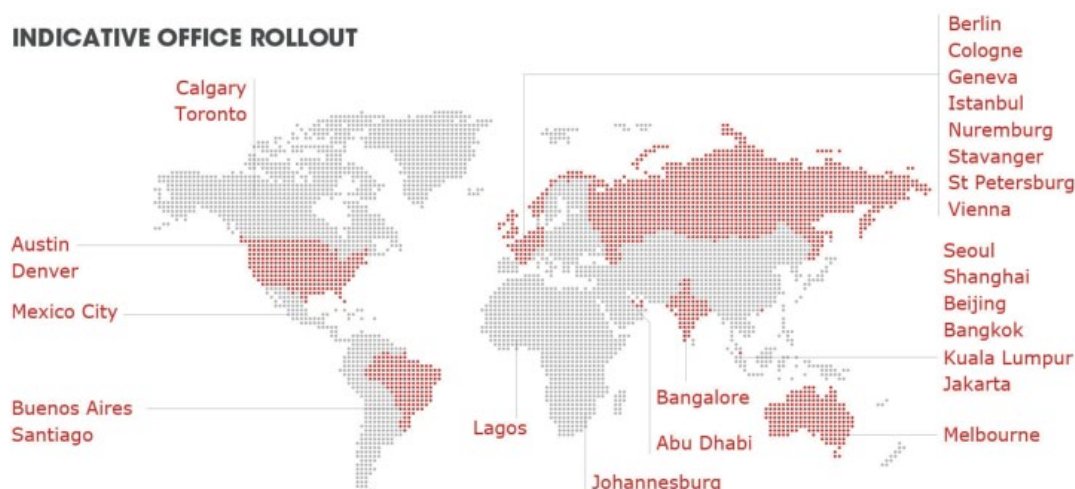 INDICATIVE OFFICE ROLLOUT
Calgary
Toronto
Austin
Denver
Mexico City
Buenos Aires
Santiago
Lagos
Johannesburg
Abu Dhabi
Bangalore
Berlin
Cologne
Geneva
Istanbul
Nuremburg
Stavanger
St Petersburg
Vienna
Seoul
Shanghai
Beijing
Bangkok
Kuala Lumpur
Jakarta
Melbourne